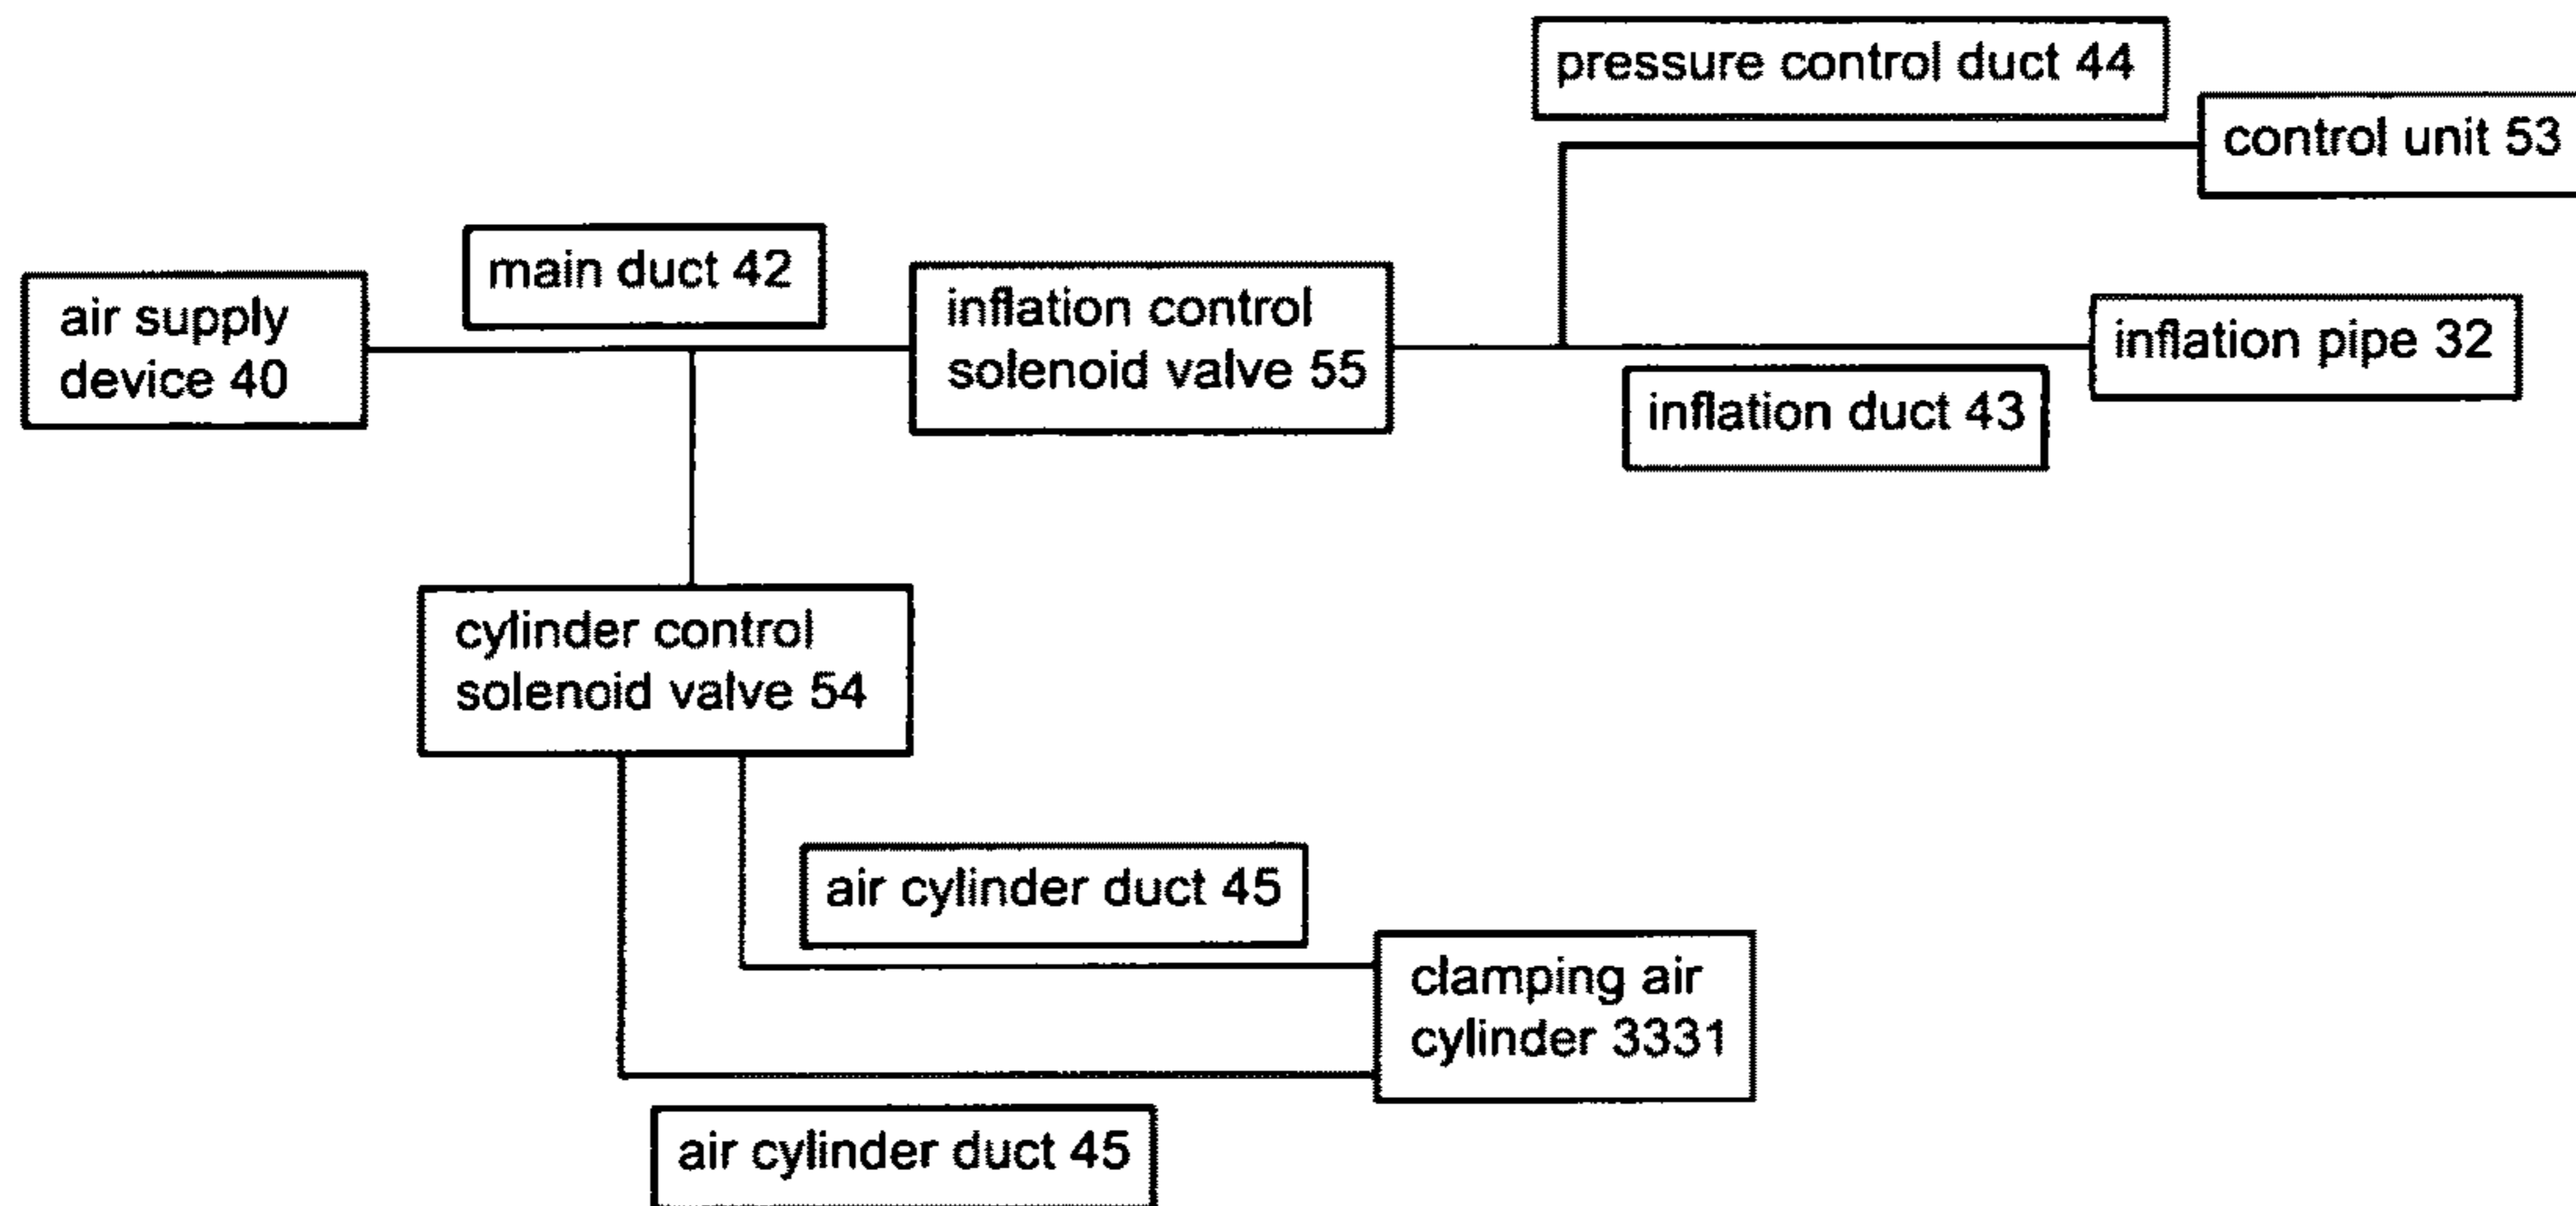 pressure control duct 44
control unit 53
main duct 42
air supply
device 40
inflation control
solenoid valve 55
inflation pipe 32
inflation duct 43
cylinder control
solenoid valve 54
air cylinder duct 45
clamping air
cylinder 3331
air cylinder duct 45